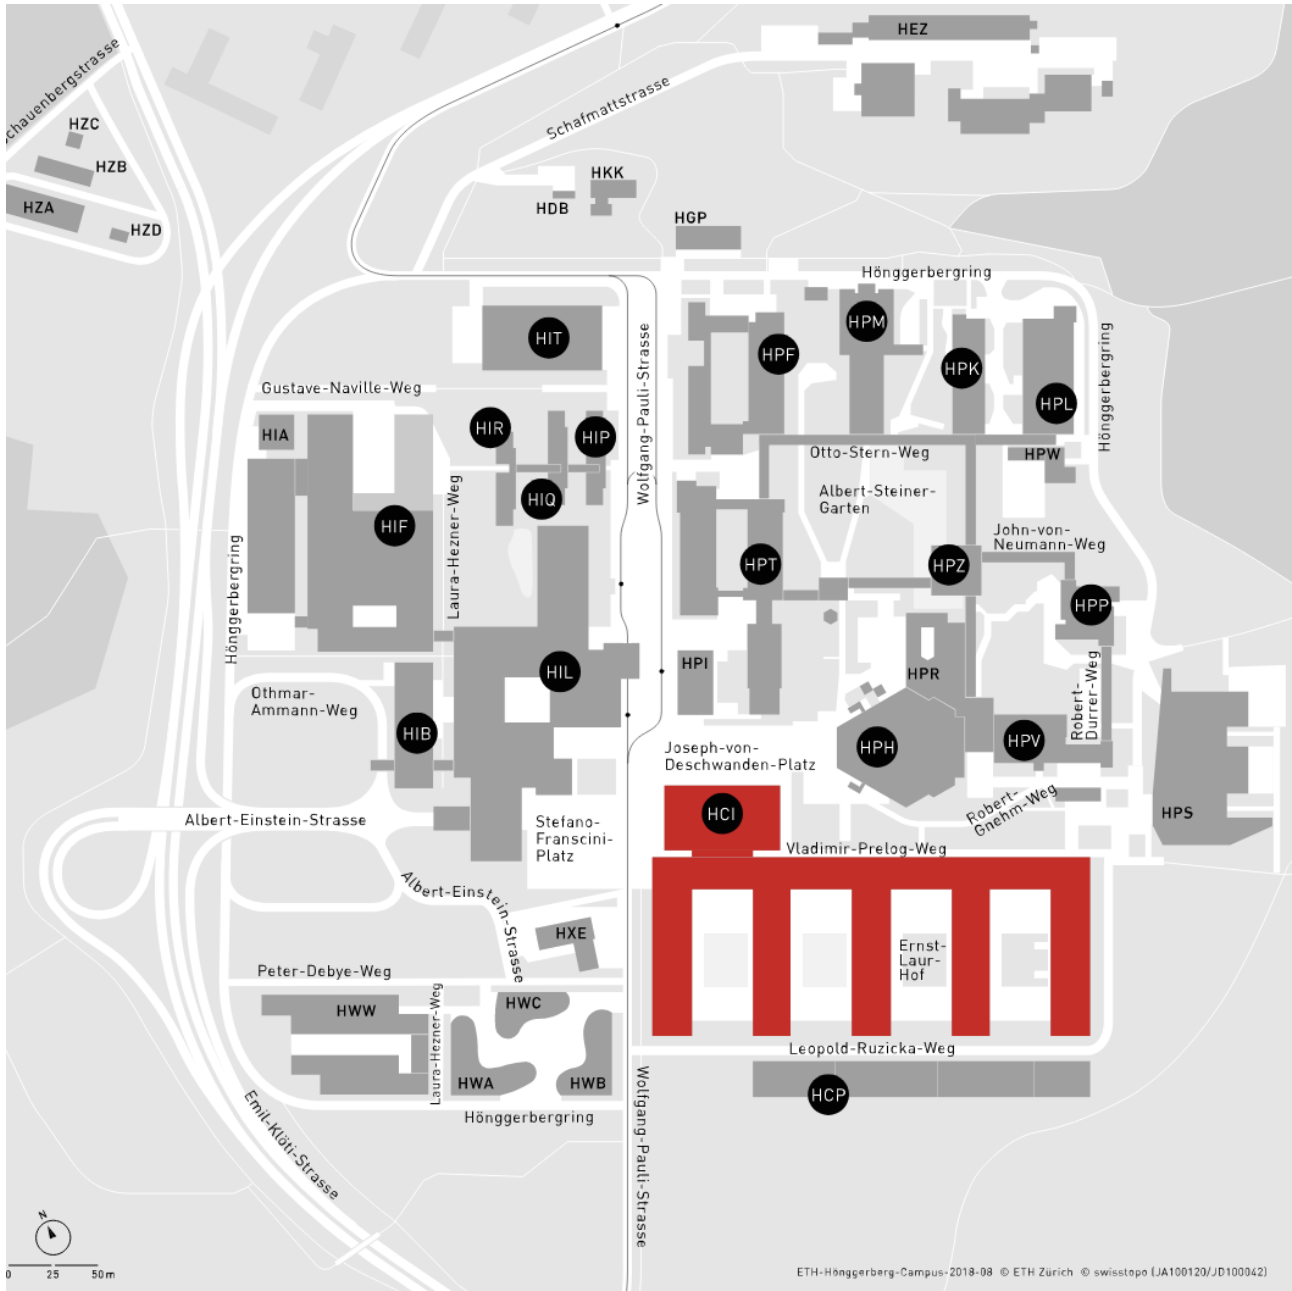 HEZ
Schafmattstrasse
HZC
HZB
HZA
HZD
HKK
HDB
HGP
Hönggerbergring
HIT
HPM
HPF
HPK
HPL
Hönggerbergring
Wolfgang-Pauli-Strasse
Gustave-Naville-Weg
HIA
HIR
HIP
HIQ
HIF
Laura-Hezner-Weg
Otto-Stern-Weg
HPW
Albert-Steiner-
Garten
John-von-
Neumann-Weg
HPT
HPZ
HPP
Hönggerbergring
HIL
HPI
HPR
Robert-
Durrer-Weg
Othmar-
Ammann-Weg
HIB
HPH
HPV
Joseph-von-
Deschwanden-Platz
Robert-
Gnehm-Weg
HPS
HCI
Albert-Einstein-Strasse
Stefano-
Franscini-
Platz
Vladimir-Prelog-Weg
Albert-Einstein-Strasse
HXE
Ernst-
Laur-
Hof
Peter-Debye-Weg
HWW
Laura-Hezner-Weg
HWC
HWA
HWB
Leopold-Ruzicka-Weg
HCP
Hönggerbergring
Emil-Klöti-Strasse
Wolfgang-Pauli-Strasse
N
0 25 50 m
ETH-Hönggerberg-Campus-2018-08 © ETH Zürich © swisstopo (JA100120/JD100042)